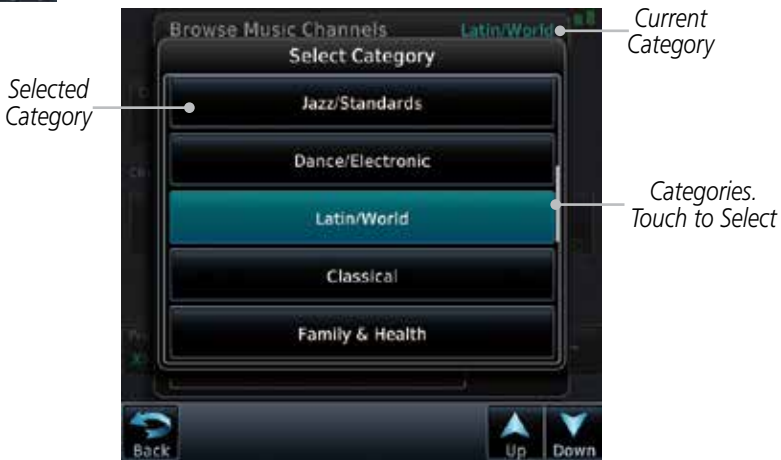 Browse Music Channels Latin/World
Current
Category
Select Category
Selected
Category
Jazz/Standards
Dance/Electronic
Latin/World
Categories.
Touch to Select
Classical
Family & Health
Back
Up
Down